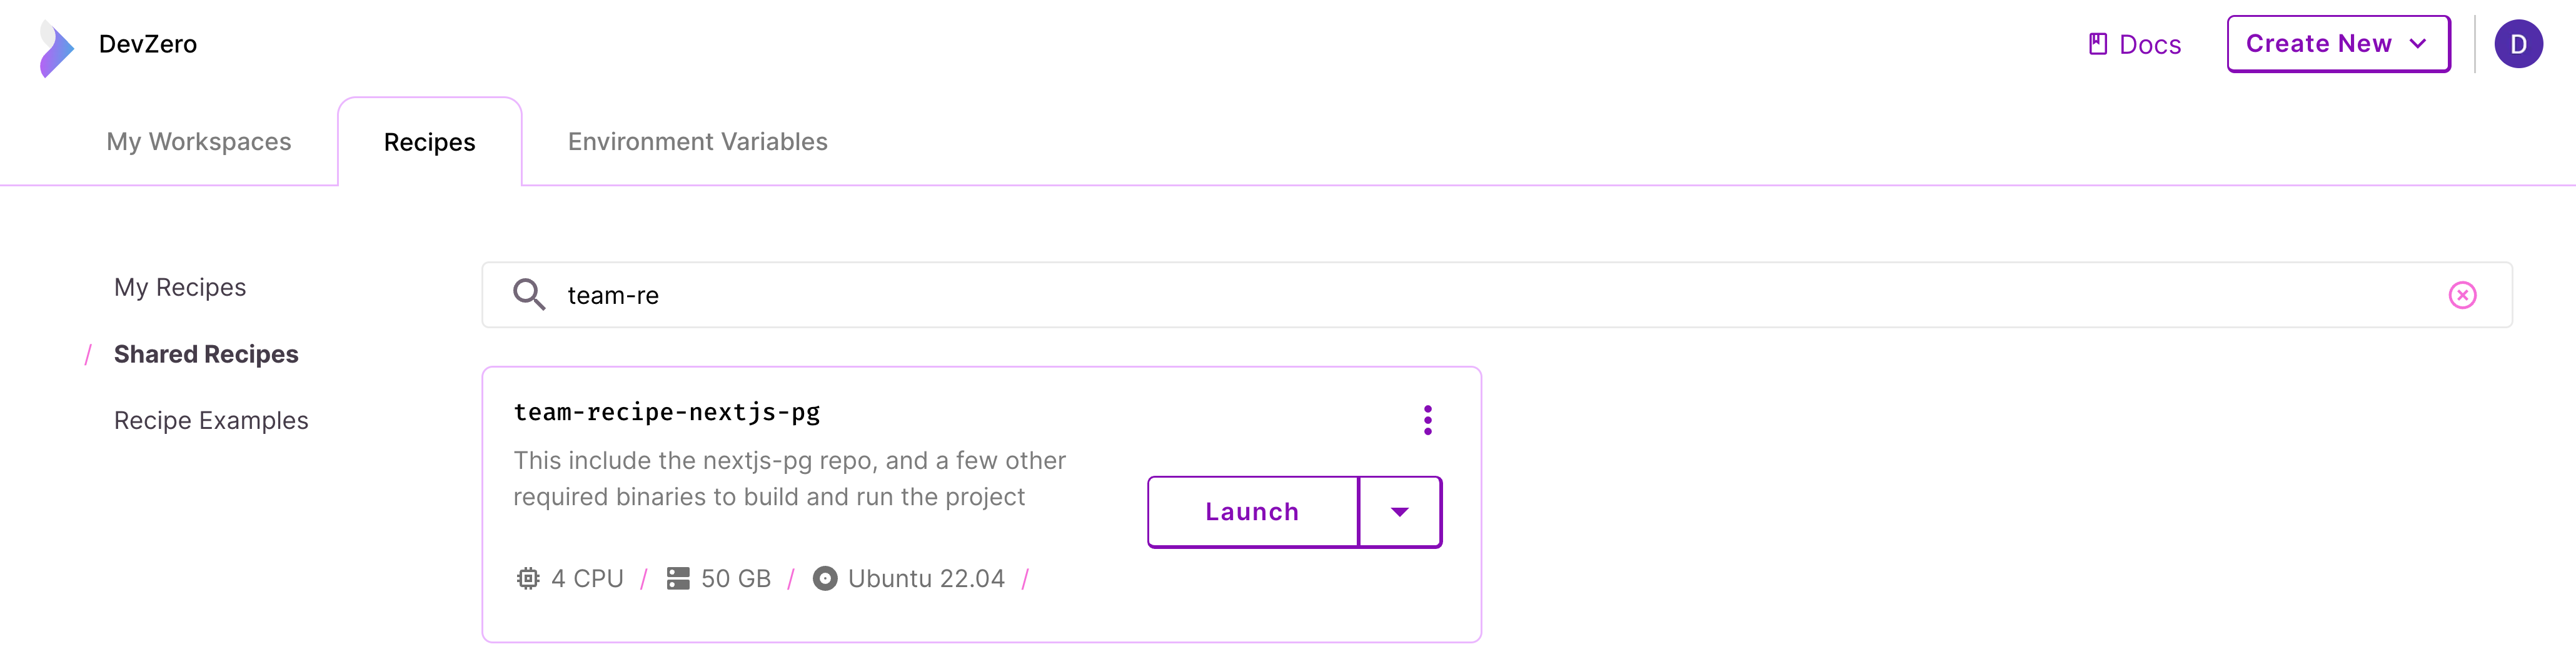 DevZero
Docs
Create New
D
My Workspaces
Recipes
Environment Variables
My Recipes
/ Shared Recipes
Recipe Examples
team-re
team-recipe-nextjs-pg
This include the nextjs-pg repo, and a few other
required binaries to build and run the project
Launch
4 CPU / 50 GB / Ubuntu 22.04 /